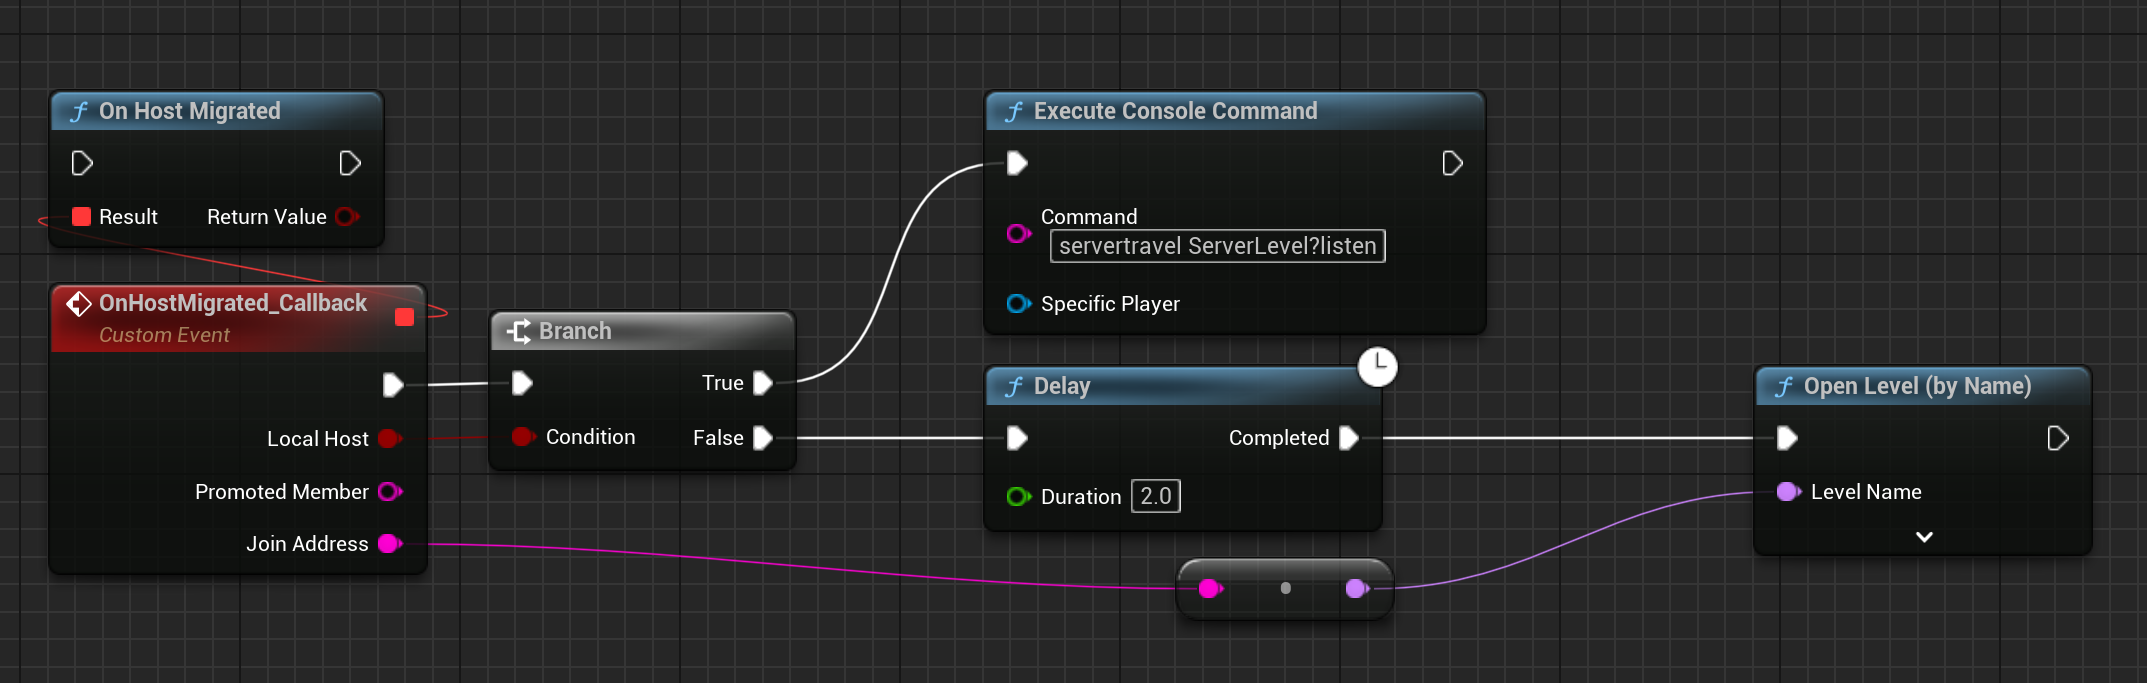 On Host Migrated
Result
Return Value
OnHostMigrated_Callback
Custom Event
Local Host
Promoted Member
Join Address
Branch
True
Condition
False
Execute Console Command
Command
servertravel ServerLevel?listen
Specific Player
Delay
Completed
Duration 2.0
Open Level (by Name)
Level Name